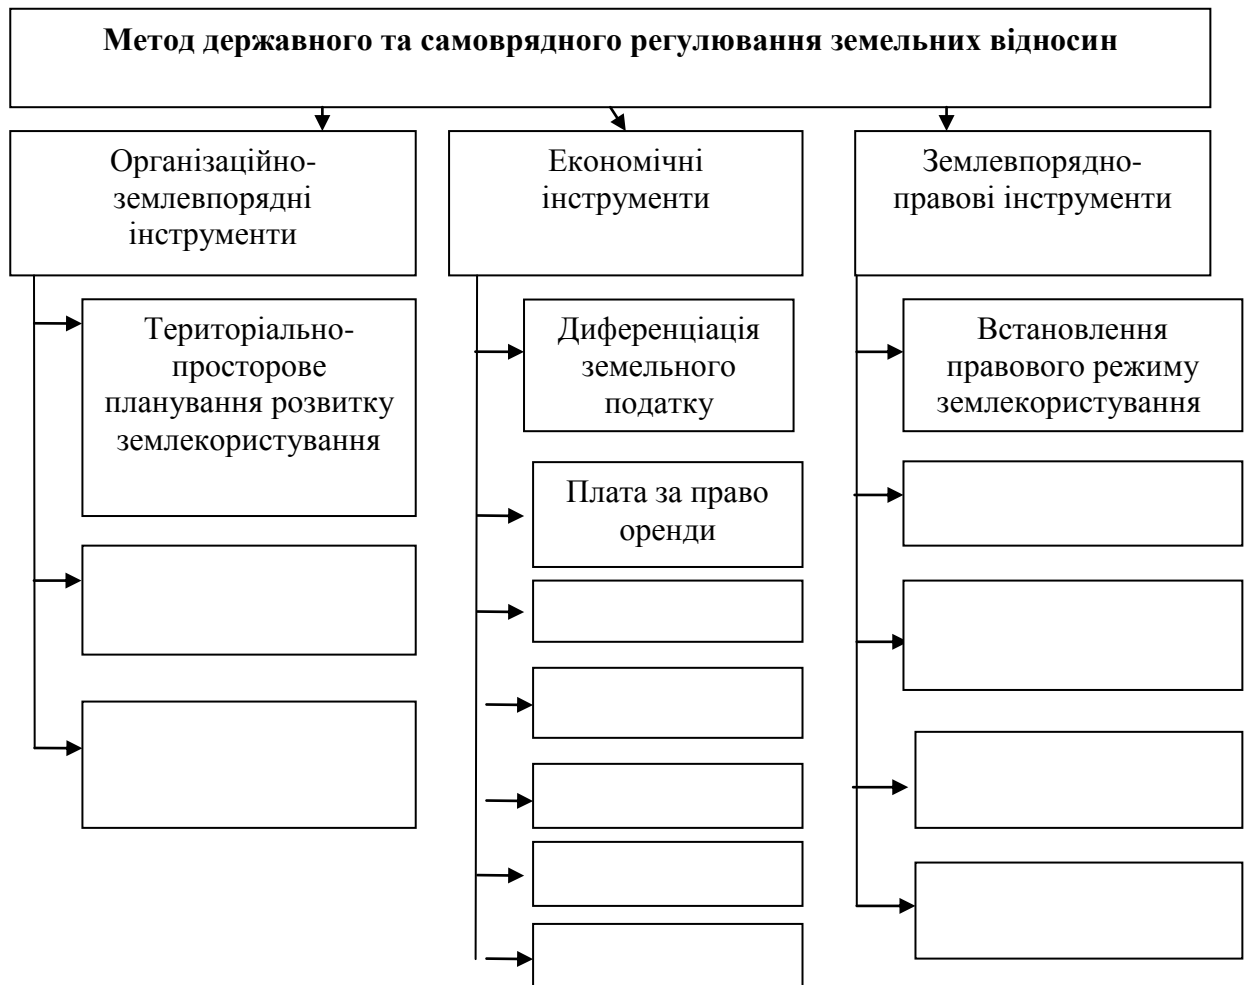 Метод державного та самоврядного регулювання земельних відносин
Організаційно-
землевпорядні
інструменти
Економічні
інструменти
Землевпорядно-
правові інструменти
Територіально-
просторове
планування розвитку
землекористування
Диференціація
земельного
податку
Встановлення
правового режиму
землекористування
Плата за право
оренди